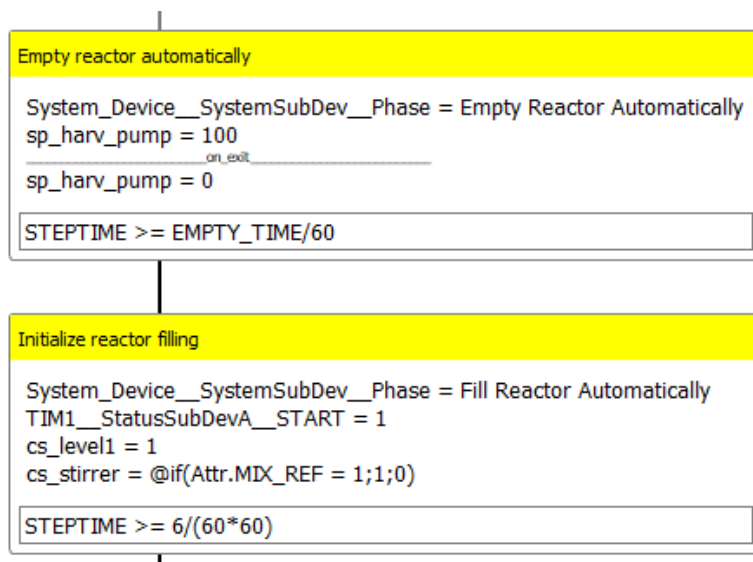 Empty reactor automatically
System_Device__SystemSubDev__Phase = Empty Reactor Automatically
sp_harv_pump = 100
on_exit
sp_harv_pump = 0
STEPTIME >= EMPTY_TIME/60
Initialize reactor filling
System_Device__SystemSubDev__Phase = Fill Reactor Automatically
TIM1__StatusSubDevA__START = 1
cs_level1 = 1
cs_stirrer = @if(Attr.MIX_REF = 1;1;0)
STEPTIME >= 6/(60*60)